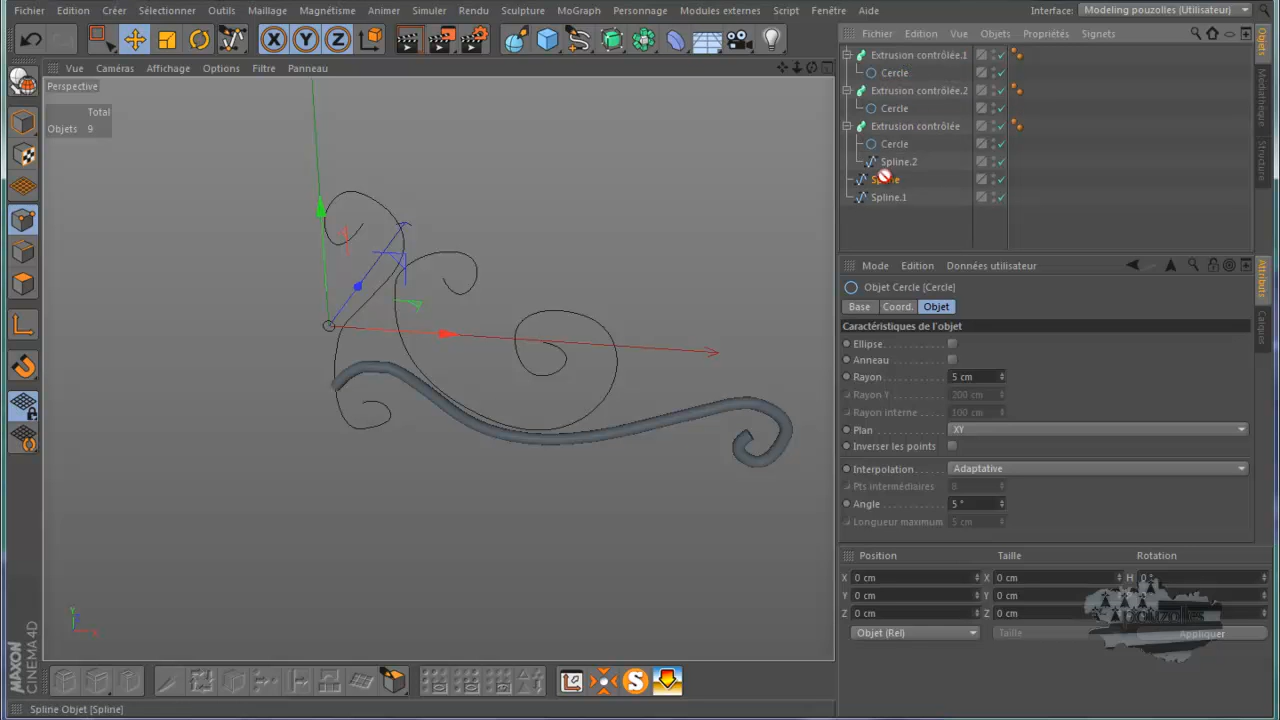 Fichier Edition Créer Sélectionner Outils Maillage Magnétisme Animer Simuler Rendu Sculpture MoGraph Personnage Modules externes Script Fenêtre Aide Interface: Modeling pouzolles (Utilisateur)
Fichier Edition Vue Objets Propriétés Signets
Vue Caméras Affichage Options Filtre Panneau
Perspective
Total
Objets 9
Extrusion contrôlée.1
Cercle
Extrusion contrôlée.2
Cercle
Extrusion contrôlée
Cercle
Spline.2
Spline
Spline.1
Objets
Médiathèque
Structure
Mode Edition Données utilisateur
Objet Cercle [Cercle]
Base Coord. Objet
Caractéristiques de l'objet
Ellipse
Anneau
Rayon 5 cm
Rayon Y 200 cm
Rayon interne 100 cm
Plan XY
Inverser les points
Interpolation Adaptative
Pts intermédiaires 8
Angle 5 °
Longueur maximum 5 cm
Attributs
Calques
Position Taille Rotation
X 0 cm X 0 cm H 0 °
Y 0 cm Y 0 cm
Z 0 cm Z 0 cm
Objet (Rel) Taille Appliquer
MAXON
CINEMA 4D
Spline Objet [Spline]